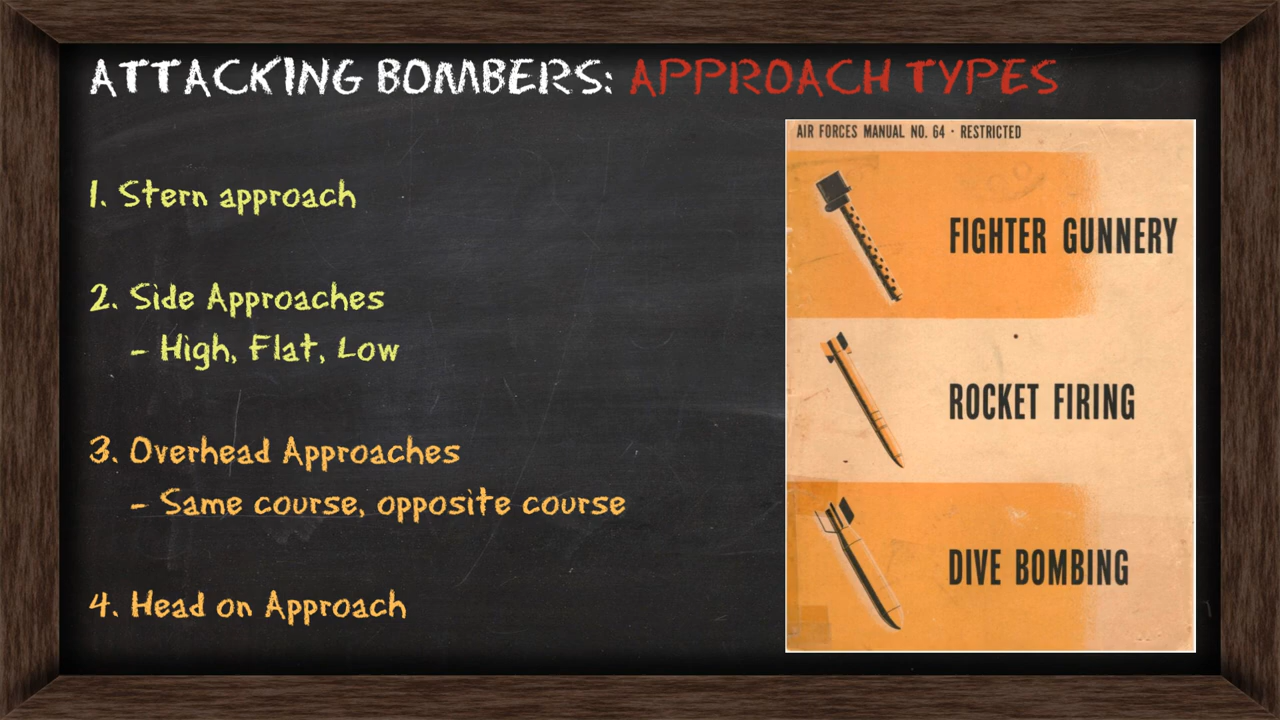 ATTACKING BOMBERS: APPROACH TYPES
1. Stern approach
2. Side Approaches
- High, Flat, Low
3. Overhead Approaches
- Same course, opposite course
4. Head on Approach
AIR FORCES MANUAL NO. 64 · RESTRICTED
FIGHTER GUNNERY
ROCKET FIRING
DIVE BOMBING